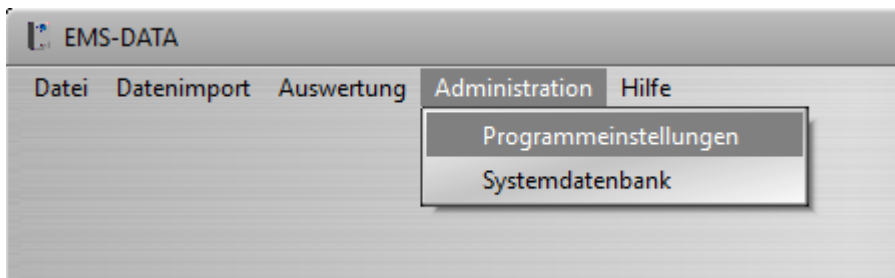 EMS-DATA
Datei Datenimport Auswertung Administration Hilfe
Programmeinstellungen
Systemdatenbank